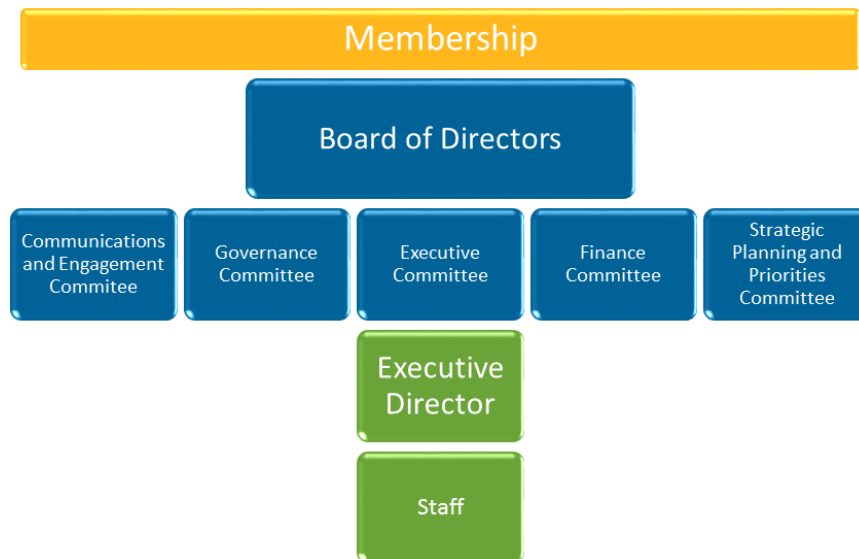 Membership
Board of Directors
Communications
and Engagement
Commitee
Governance
Committee
Executive
Committee
Finance
Committee
Strategic
Planning and
Priorities
Committee
Executive
Director
Staff